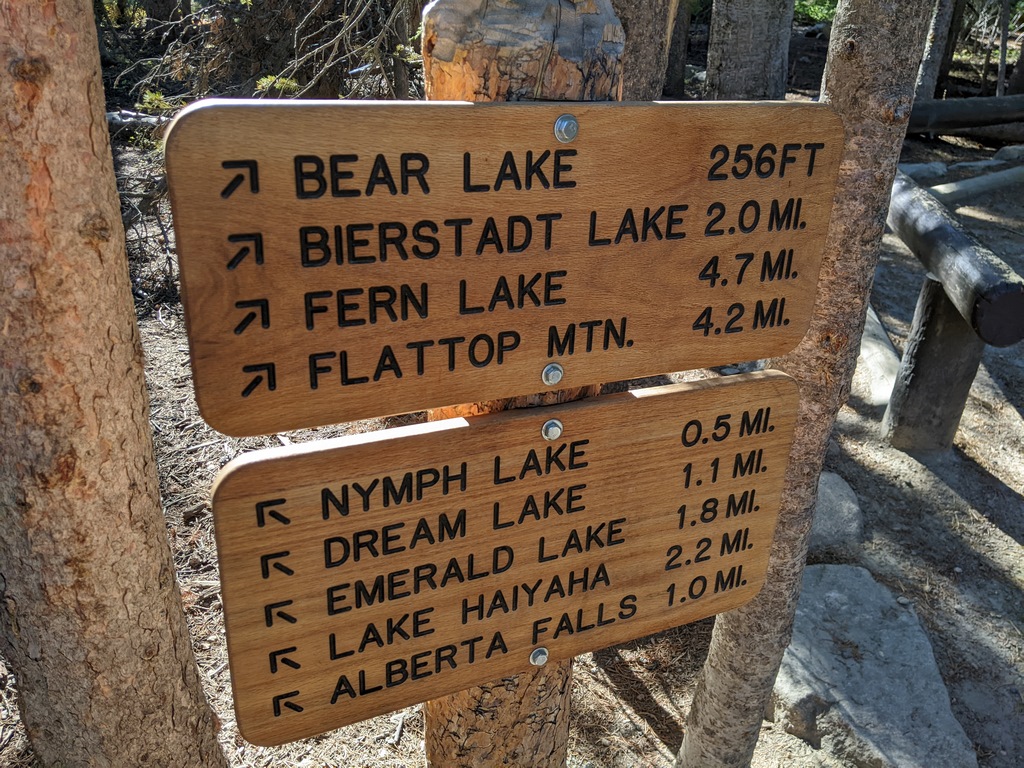 ↗ BEAR LAKE 256FT
↗ BIERSTADT LAKE 2.0 MI.
↗ FERN LAKE 4.7 MI.
↗ FLATTOP MTN. 4.2 MI.
↖ NYMPH LAKE 0.5 MI.
↖ DREAM LAKE 1.1 MI.
↖ EMERALD LAKE 1.8 MI.
↖ LAKE HAIYAHA 2.2 MI.
↖ ALBERTA FALLS 1.0 MI.